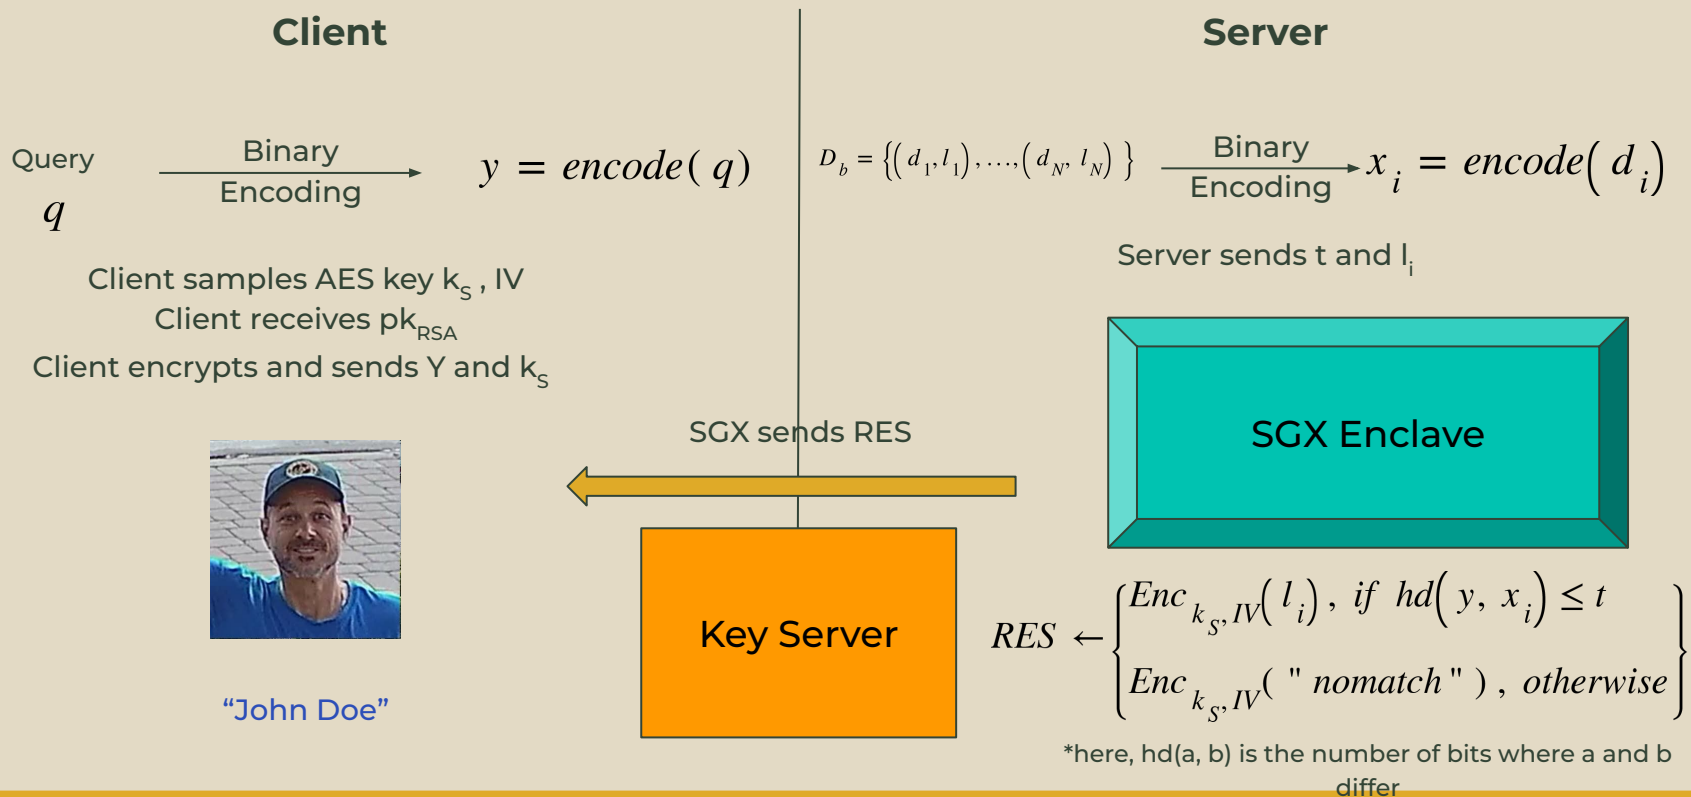 Client
Server
Query
q
Binary
Encoding
y = encode( q)
D_b = {( d_1, l_1), ...,( d_N, l_N) }
Binary
Encoding
x_i = encode( d_i)
Client samples AES key k_S , IV
Client receives pk_RSA
Client encrypts and sends Y and k_S
Server sends t and l_i
SGX sends RES
SGX Enclave
Key Server
"John Doe"
RES ← { Enc_{k_S, IV}( l_i) , if hd( y, x_i) ≤ t
Enc_{k_S, IV}( " nomatch " ) , otherwise }
*here, hd(a, b) is the number of bits where a and b
differ